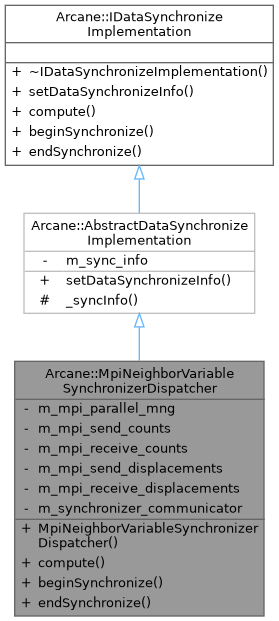 Arcane::IDataSynchronize
Implementation
+ ~IDataSynchronizeImplementation()
+ setDataSynchronizeInfo()
+ compute()
+ beginSynchronize()
+ endSynchronize()
Arcane::AbstractDataSynchronize
Implementation
- m_sync_info
+ setDataSynchronizeInfo()
# _syncInfo()
Arcane::MpiNeighborVariable
SynchronizerDispatcher
- m_mpi_parallel_mng
- m_mpi_send_counts
- m_mpi_receive_counts
- m_mpi_send_displacements
- m_mpi_receive_displacements
- m_synchronizer_communicator
+ MpiNeighborVariableSynchronizer
Dispatcher()
+ compute()
+ beginSynchronize()
+ endSynchronize()